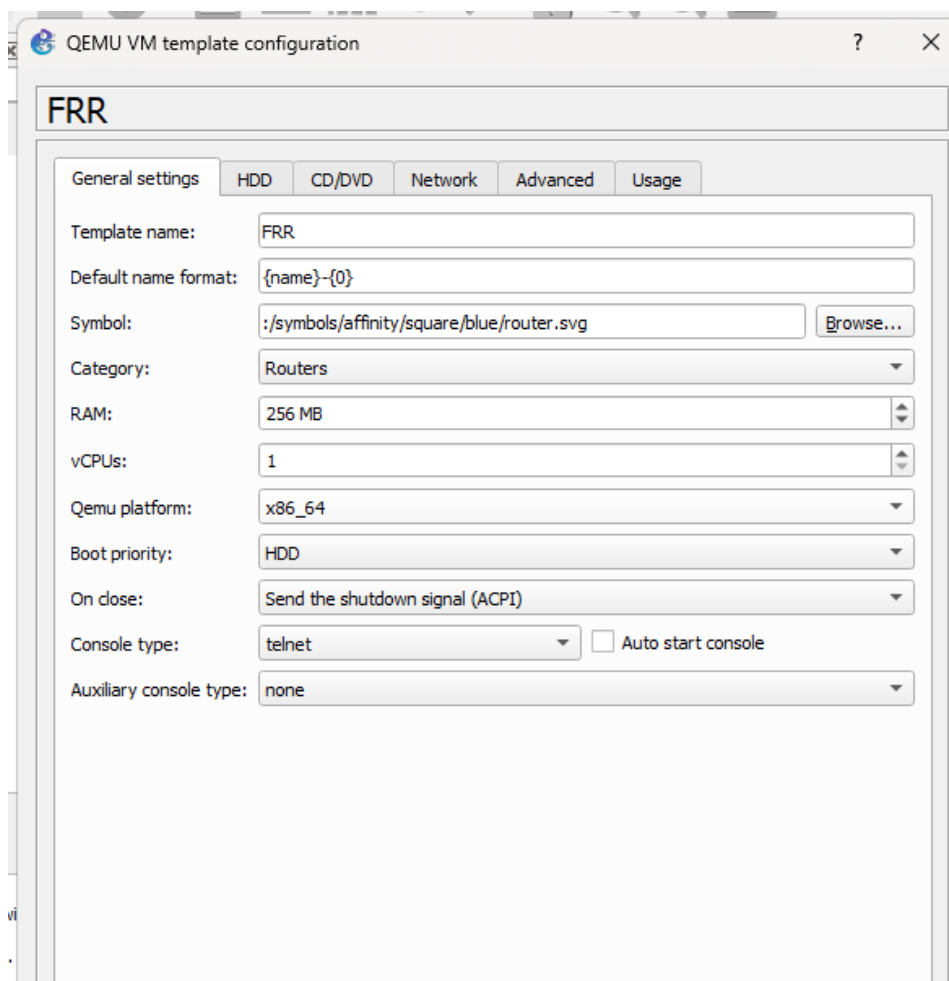 QEMU VM template configuration ? ×
FRR
General settings HDD CD/DVD Network Advanced Usage
Template name: FRR
Default name format: {name}-{0}
Symbol: :/symbols/affinity/square/blue/router.svg Browse...
Category: Routers
RAM: 256 MB
vCPUs: 1
Qemu platform: x86_64
Boot priority: HDD
On close: Send the shutdown signal (ACPI)
Console type: telnet Auto start console
Auxiliary console type: none